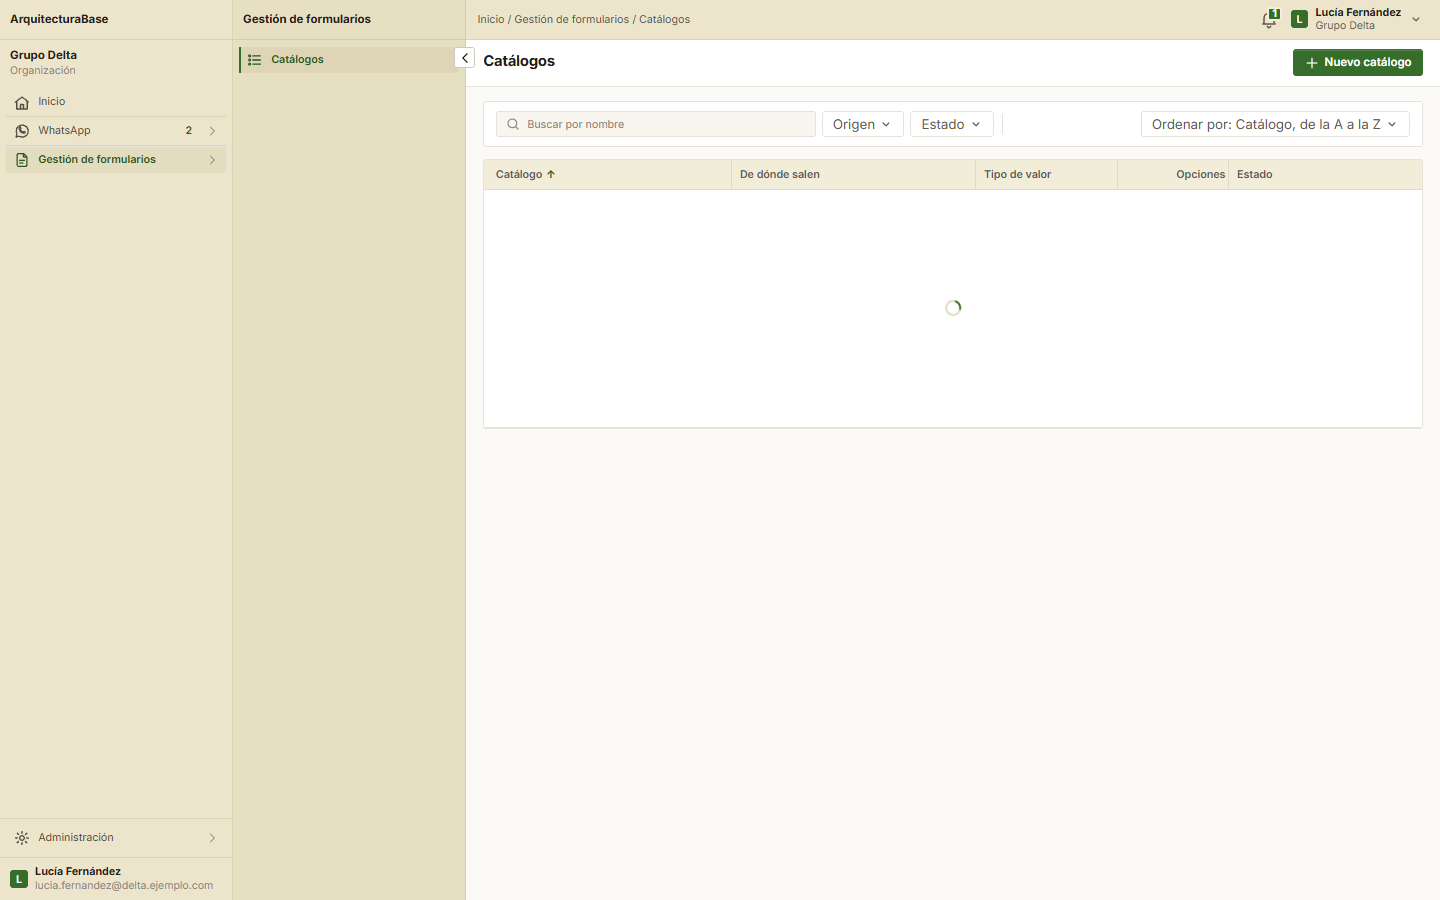 ArquitecturaBase
Grupo Delta
Organización
Inicio
WhatsApp 2
Gestión de formularios
Administración
L
Lucía Fernández
lucia.fernandez@delta.ejemplo.com
Gestión de formularios
Catálogos
Inicio / Gestión de formularios / Catálogos
1
L
Lucía Fernández
Grupo Delta
Catálogos
Nuevo catálogo
Buscar por nombre
Origen
Estado
Ordenar por: Catálogo, de la A a la Z
Catálogo
De dónde salen
Tipo de valor
Opciones
Estado